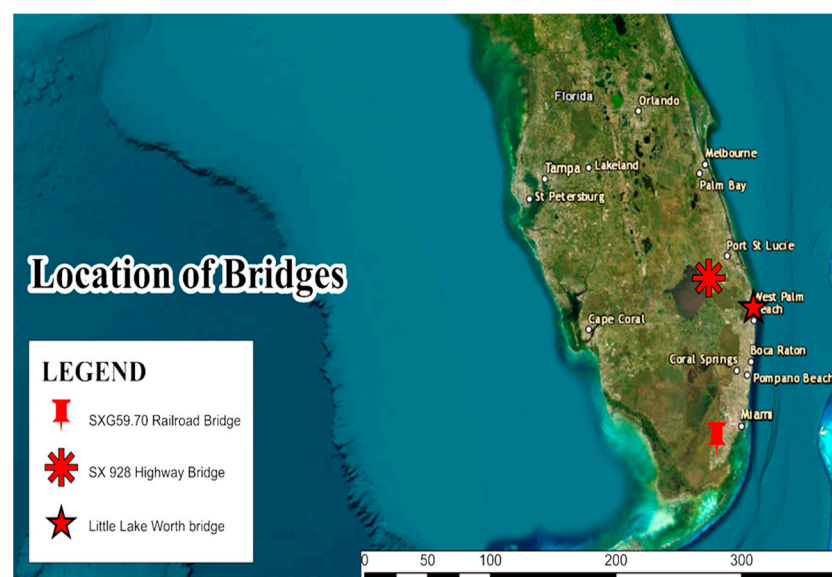 Florida
Orlando
Melbourne
Tampa
Lakeland
Palm Bay
St Petersburg
Port St Lucie
Location of Bridges
West Palm
Beach
Cape Coral
Boca Raton
Coral Springs
Pompano Beach
Miami
LEGEND
SXG59.70 Railroad Bridge
SX 928 Highway Bridge
Little Lake Worth bridge
0 50 100 200 300